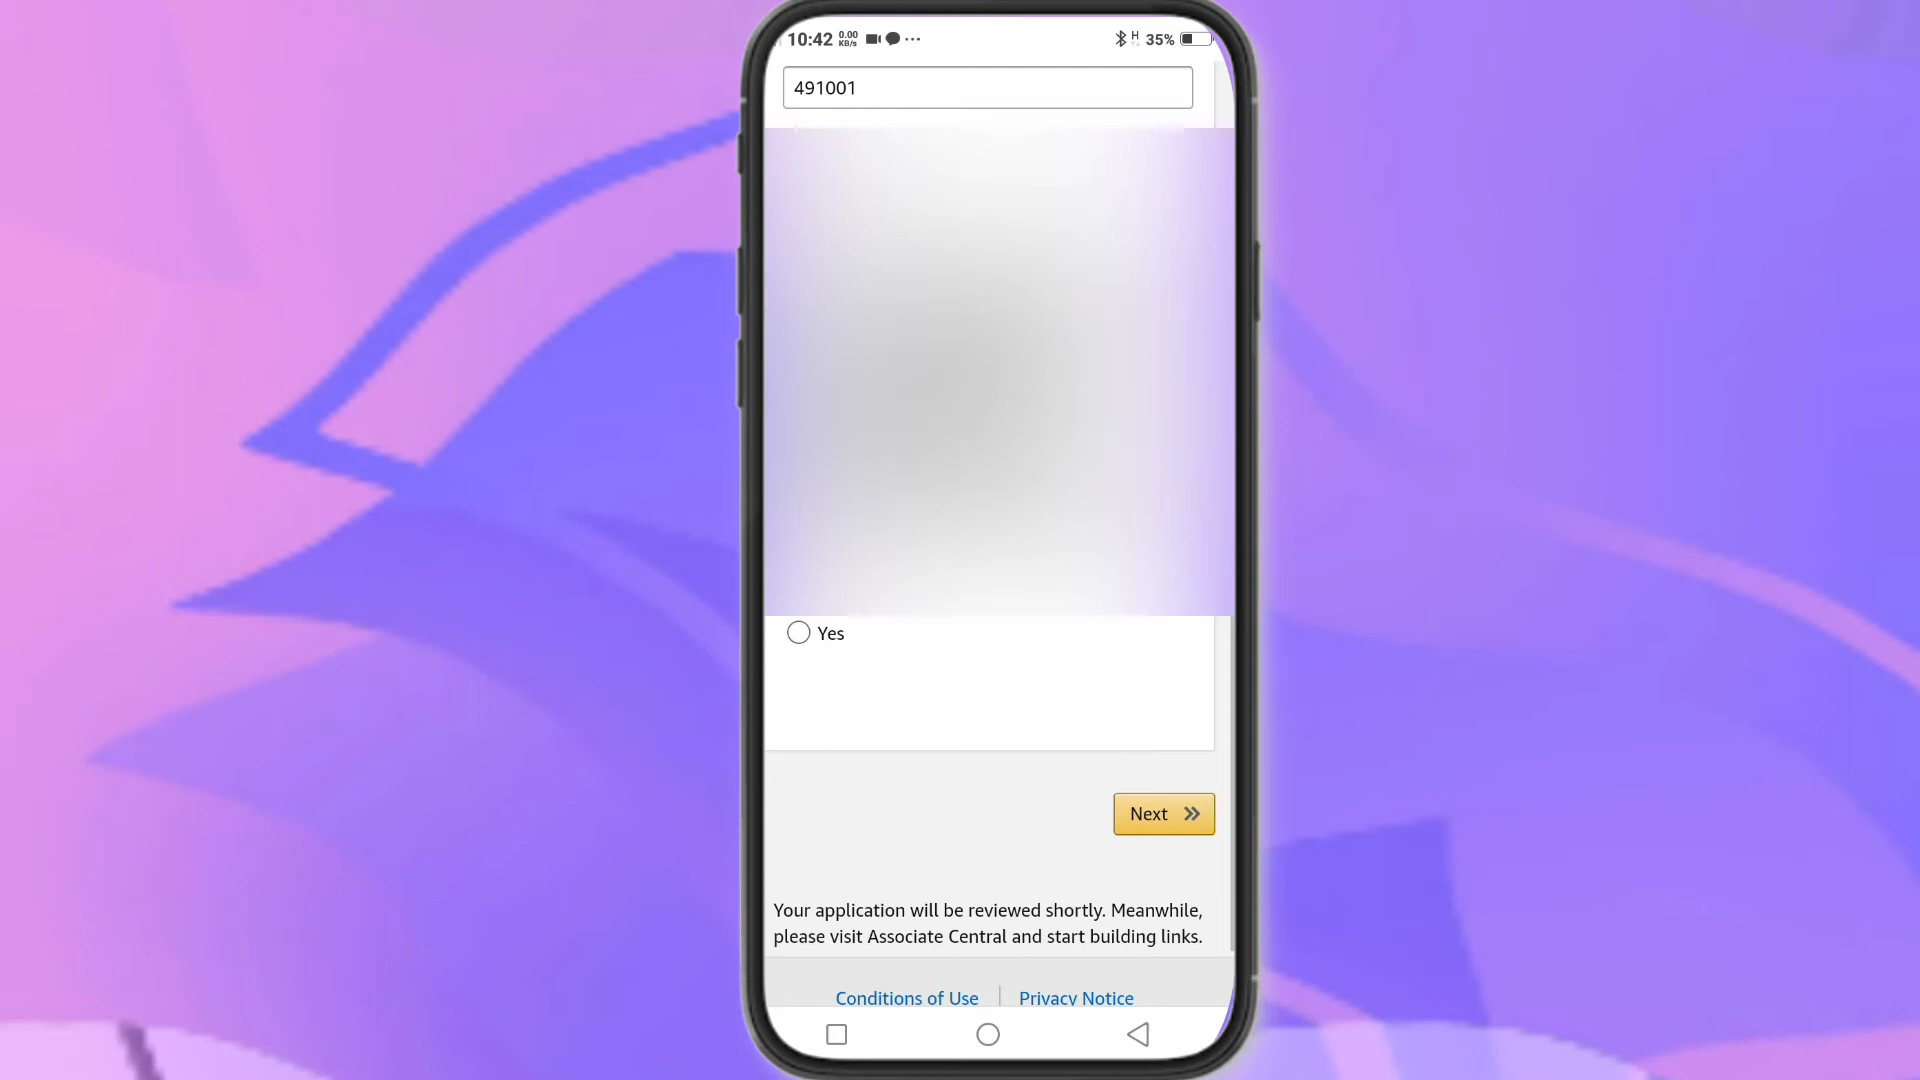 10:42 0.00 KB/s H 35%
491001
Yes
Next
Your application will be reviewed shortly. Meanwhile,
please visit Associate Central and start building links.
Conditions of Use
Privacy Notice